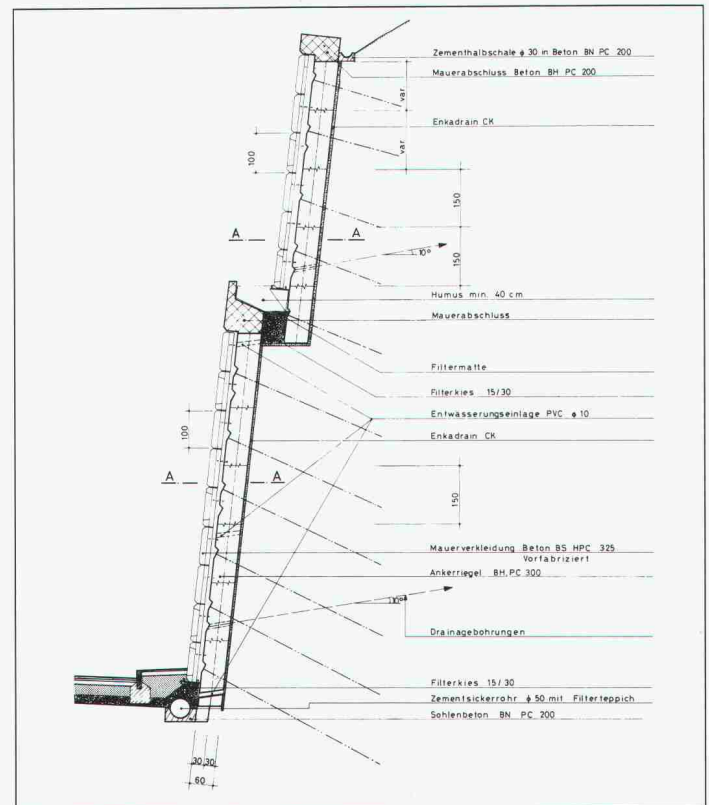 Zementhalbschale ϕ 30 in Beton BN PC 200
Mauerabschluss Beton BH PC 200
var.
Enkadrain CK
var.
100
150
A
A
150
10°
Humus min. 40 cm
Mauerabschluss
Filtermatte
Filterkies 15/30
Entwässerungseinlage PVC ϕ 10
100
Enkadrain CK
A
A
150
Mauerverkleidung Beton BS HPC 325
Vorfabriziert
Ankerriegel BH, PC 300
10°
Drainagebohrungen
Filterkies 15/30
Zementsickerrohr ϕ 50 mit Filterteppich
Sohlenbeton BN PC 200
30 30
60